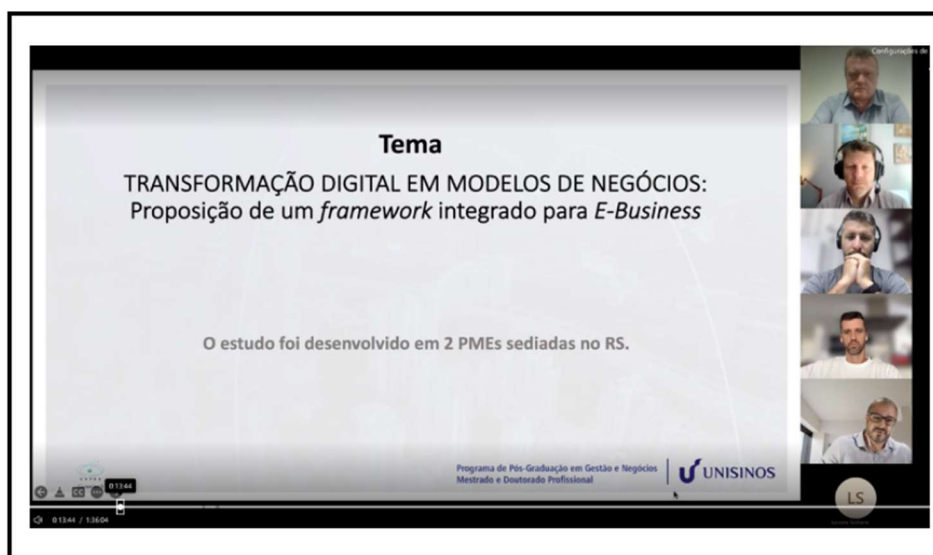 Configurações de
Tema
TRANSFORMAÇÃO DIGITAL EM MODELOS DE NEGÓCIOS:
Proposição de um framework integrado para E-Business
O estudo foi desenvolvido em 2 PMEs sediadas no RS.
Programa de Pós-Graduação em Gestão e Negócios
Mestrado e Doutorado Profissional
UNISINOS
CC
0:13:44
LS
0:13:44 / 1:36:04